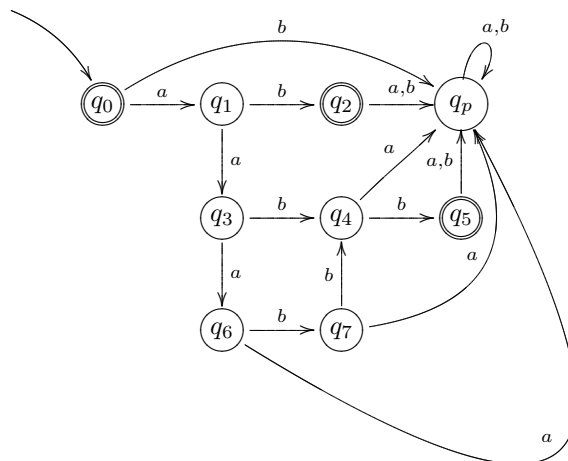 b
a,b
q0 a q1 b q2 a,b qp
a a a,b
q3 b q4 b q5
a b a
q6 b q7
a